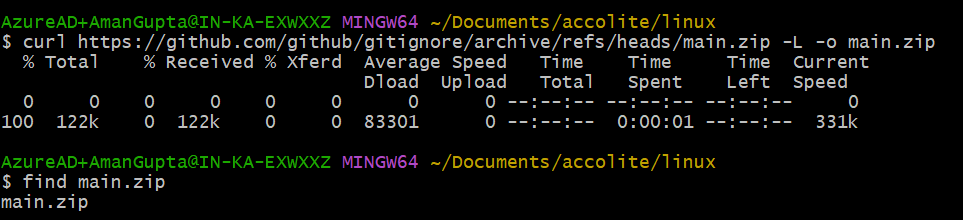 AzureAD+AmanGupta@IN-KA-EXWXXZ MINGW64 ~/Documents/accolite/linux
$ curl https://github.com/github/gitignore/archive/refs/heads/main.zip -L -o main.zip
  % Total    % Received % Xferd  Average Speed   Time    Time     Time  Current
                                 Dload  Upload   Total   Spent    Left  Speed
  0     0    0     0    0     0      0      0 --:--:-- --:--:-- --:--:--     0
100  122k    0  122k    0     0  83301      0 --:--:--  0:00:01 --:--:--  331k
AzureAD+AmanGupta@IN-KA-EXWXXZ MINGW64 ~/Documents/accolite/linux
$ find main.zip
main.zip